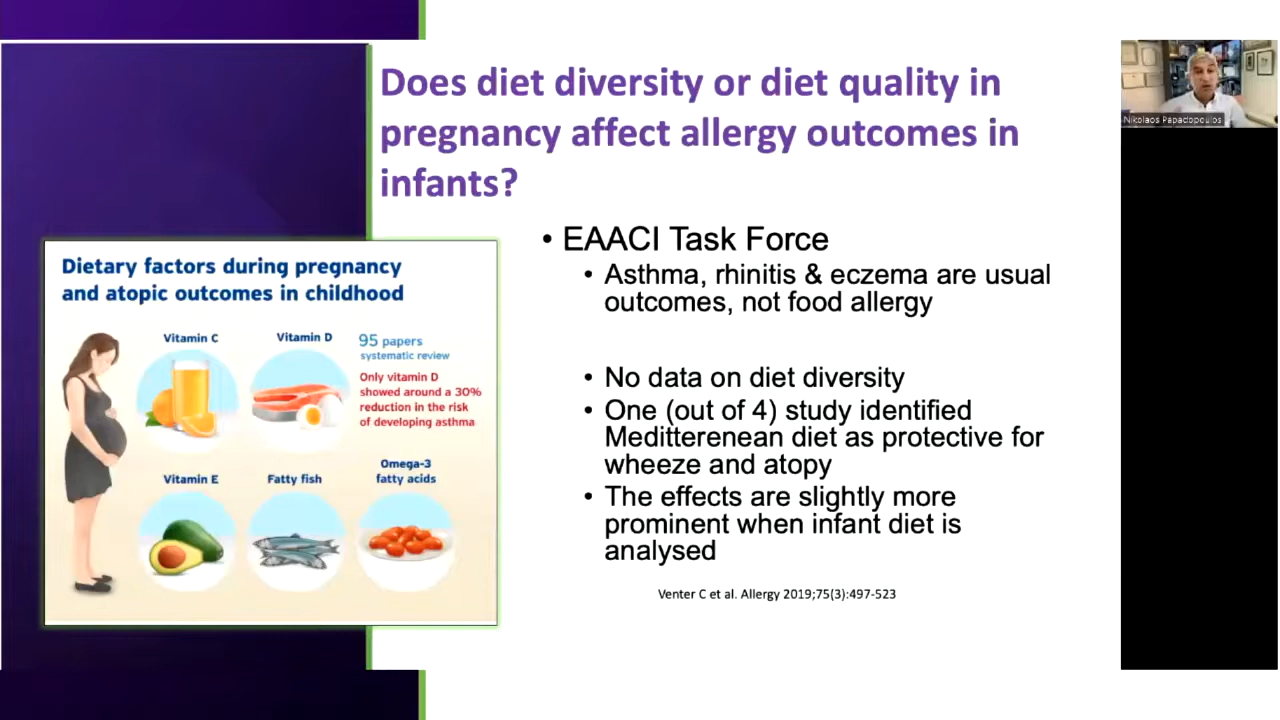 Does diet diversity or diet quality in
pregnancy affect allergy outcomes in
infants?
Nikolaos Papadopoulos
• EAACI Task Force
• Asthma, rhinitis & eczema are usual
outcomes, not food allergy
• No data on diet diversity
• One (out of 4) study identified
Meditterenean diet as protective for
wheeze and atopy
• The effects are slightly more
prominent when infant diet is
analysed
Venter C et al. Allergy 2019;75(3):497-523
Dietary factors during pregnancy
and atopic outcomes in childhood
Vitamin C
Vitamin D
95 papers
systematic review
Only vitamin D
showed around a 30%
reduction in the risk
of developing asthma
Vitamin E
Fatty fish
Omega-3
fatty acids